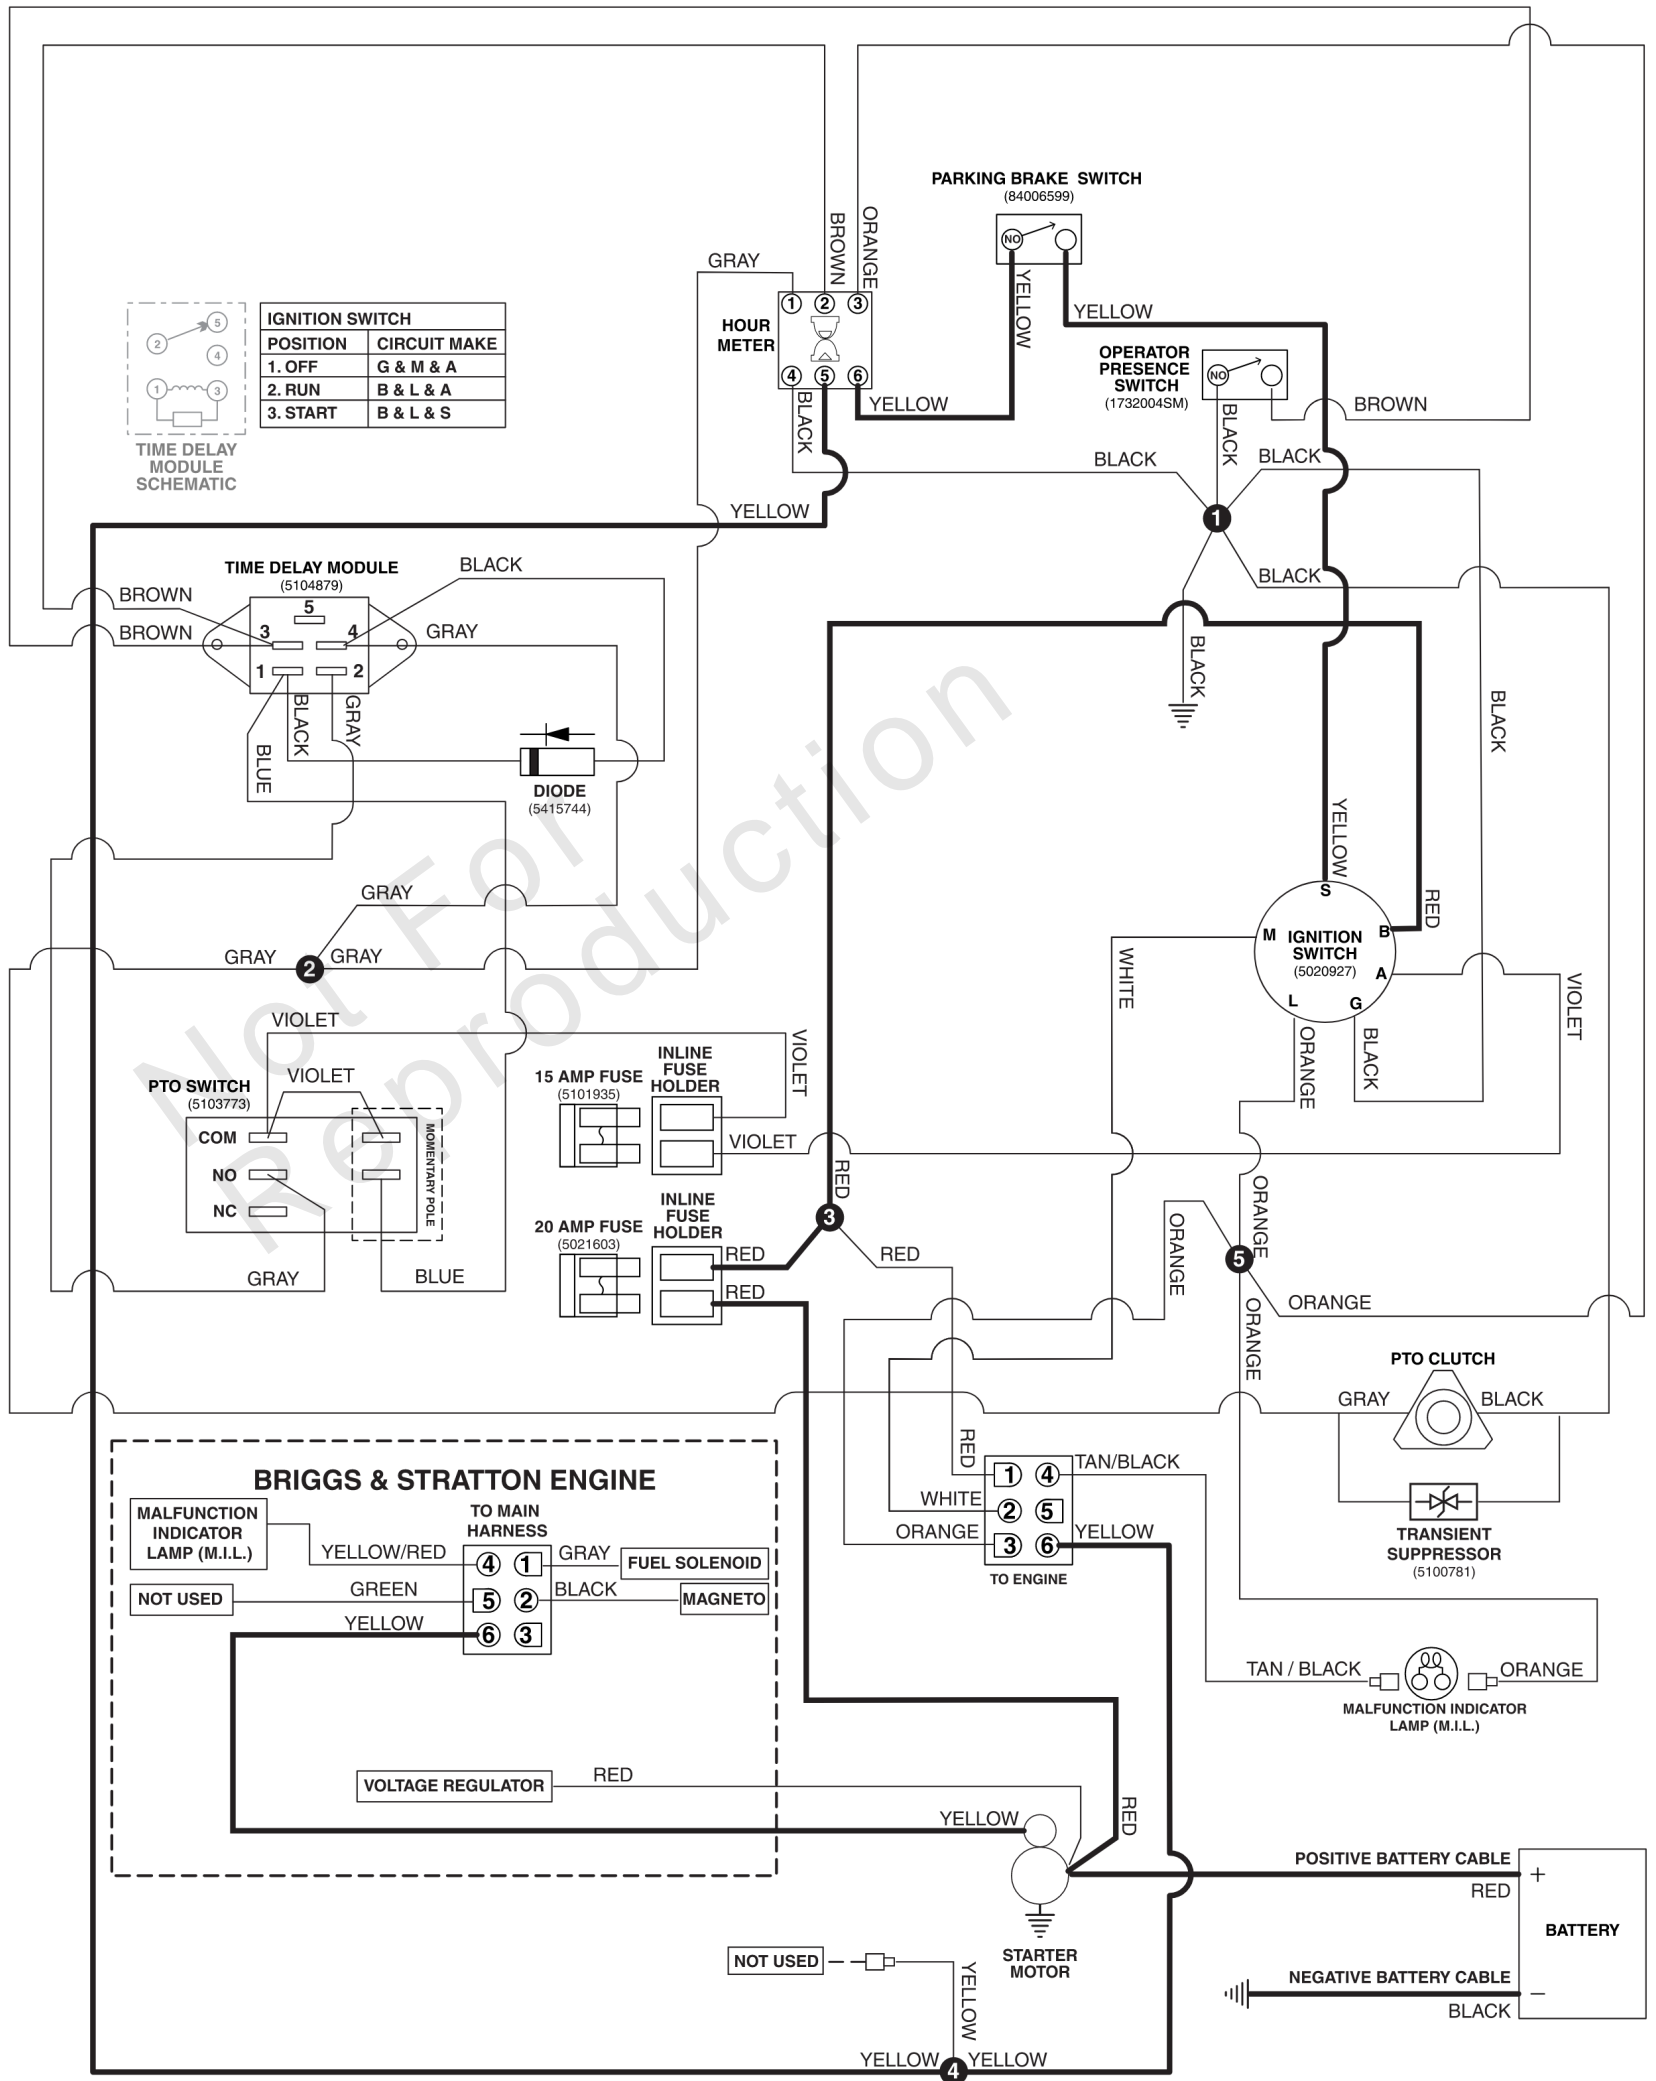 PARKING BRAKE SWITCH
(84006599)
NO
YELLOW
YELLOW
GRAY
BROWN
ORANGE
1 2 3
HOUR
METER
4 5 6
BLACK
YELLOW
OPERATOR
PRESENCE
SWITCH
(1732004SM)
NO
BLACK
BROWN
BLACK
BLACK
1
BLACK
BLACK
BLACK
YELLOW
5
2
4
1
3
TIME DELAY
MODULE
SCHEMATIC
IGNITION SWITCH
POSITION CIRCUIT MAKE
1. OFF G & M & A
2. RUN B & L & A
3. START B & L & S
TIME DELAY MODULE
(5104879)
BLACK
BROWN
BROWN
5
3 4
1 2
GRAY
BLACK
GRAY
BLUE
DIODE
(5415744)
GRAY
GRAY
2
GRAY
Not For
Reproduction
YELLOW
RED
S
M
B
A
L
G
IGNITION
SWITCH
(5020927)
WHITE
VIOLET
ORANGE
BLACK
VIOLET
VIOLET
VIOLET
PTO SWITCH
(5103773)
COM
NO
NC
MOMENTARY POLE
GRAY
BLUE
15 AMP FUSE
(5101935)
INLINE
FUSE
HOLDER
VIOLET
RED
3
20 AMP FUSE
(5021603)
INLINE
FUSE
HOLDER
RED
RED
RED
ORANGE
ORANGE
5
ORANGE
ORANGE
PTO CLUTCH
GRAY
BLACK
TRANSIENT
SUPPRESSOR
(5100781)
RED
WHITE
ORANGE
1 4
2 5
3 6
TAN/BLACK
YELLOW
TO ENGINE
TAN / BLACK
ORANGE
MALFUNCTION INDICATOR
LAMP (M.I.L.)
BRIGGS & STRATTON ENGINE
MALFUNCTION
INDICATOR
LAMP (M.I.L.)
TO MAIN
HARNESS
YELLOW/RED
4 1
GRAY
FUEL SOLENOID
NOT USED
GREEN
5 2
BLACK
MAGNETO
YELLOW
6 3
VOLTAGE REGULATOR
RED
YELLOW
RED
STARTER
MOTOR
POSITIVE BATTERY CABLE
RED
+
BATTERY
NEGATIVE BATTERY CABLE
BLACK
−
NOT USED
YELLOW
YELLOW
4
YELLOW